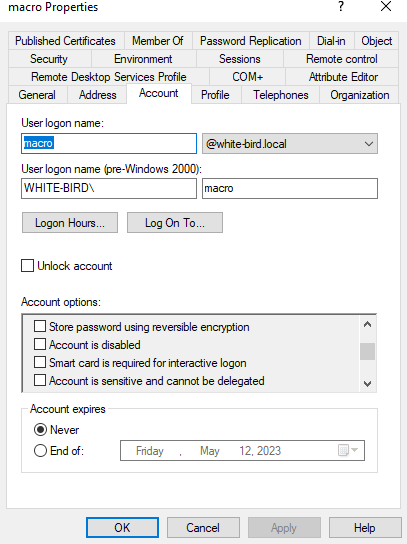 macro Properties ? ×
Published Certificates Member Of Password Replication Dial-in Object
Security Environment Sessions Remote control
Remote Desktop Services Profile COM+ Attribute Editor
General Address Account Profile Telephones Organization
User logon name:
macro @white-bird.local
User logon name (pre-Windows 2000):
WHITE-BIRD\ macro
Logon Hours... Log On To...
Unlock account
Account options:
Store password using reversible encryption
Account is disabled
Smart card is required for interactive logon
Account is sensitive and cannot be delegated
Account expires
Never
End of: Friday , May 12, 2023
OK Cancel Apply Help